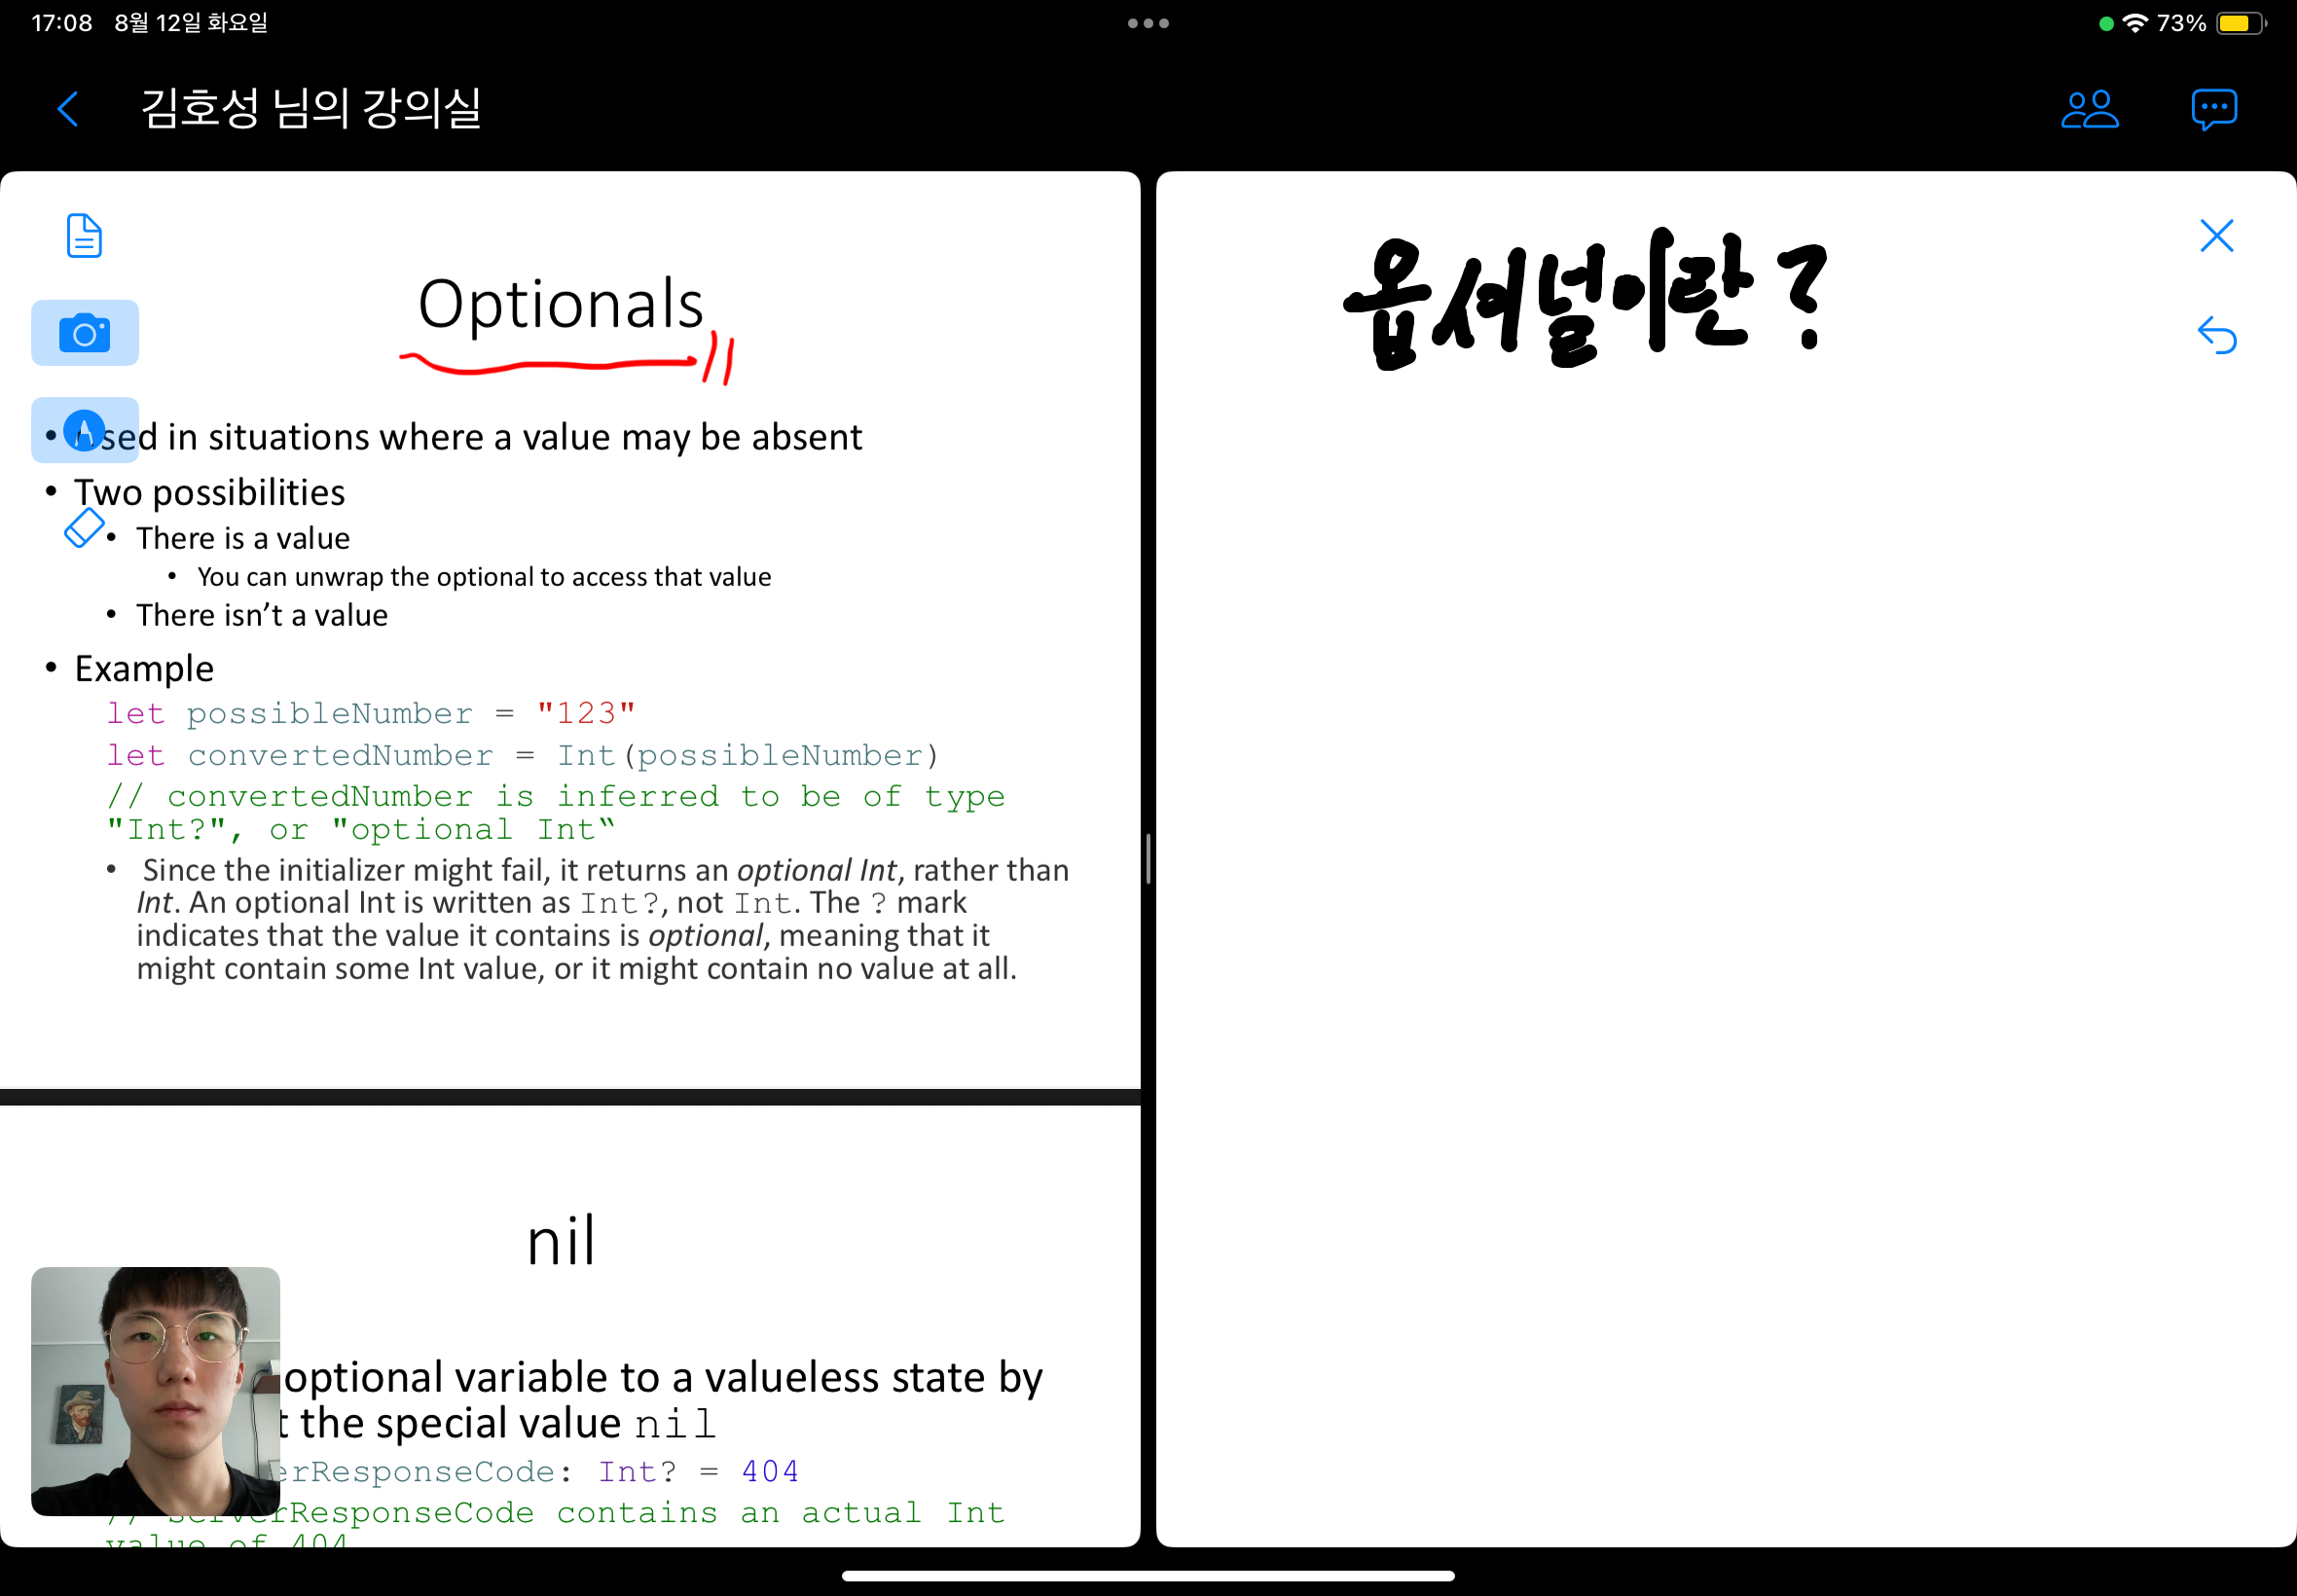 17:08 8월 12일 화요일
73%
김호성 님의 강의실
Optionals
• sed in situations where a value may be absent
• Two possibilities
• There is a value
• You can unwrap the optional to access that value
• There isn’t a value
• Example
let possibleNumber = "123"
let convertedNumber = Int(possibleNumber)
// convertedNumber is inferred to be of type
"Int?", or "optional Int“
• Since the initializer might fail, it returns an optional Int, rather than
Int. An optional Int is written as Int?, not Int. The ? mark
indicates that the value it contains is optional, meaning that it
might contain some Int value, or it might contain no value at all.
nil
optional variable to a valueless state by
the special value nil
erResponseCode: Int? = 404
// serverResponseCode contains an actual Int
value of 404
옵셔널이란?